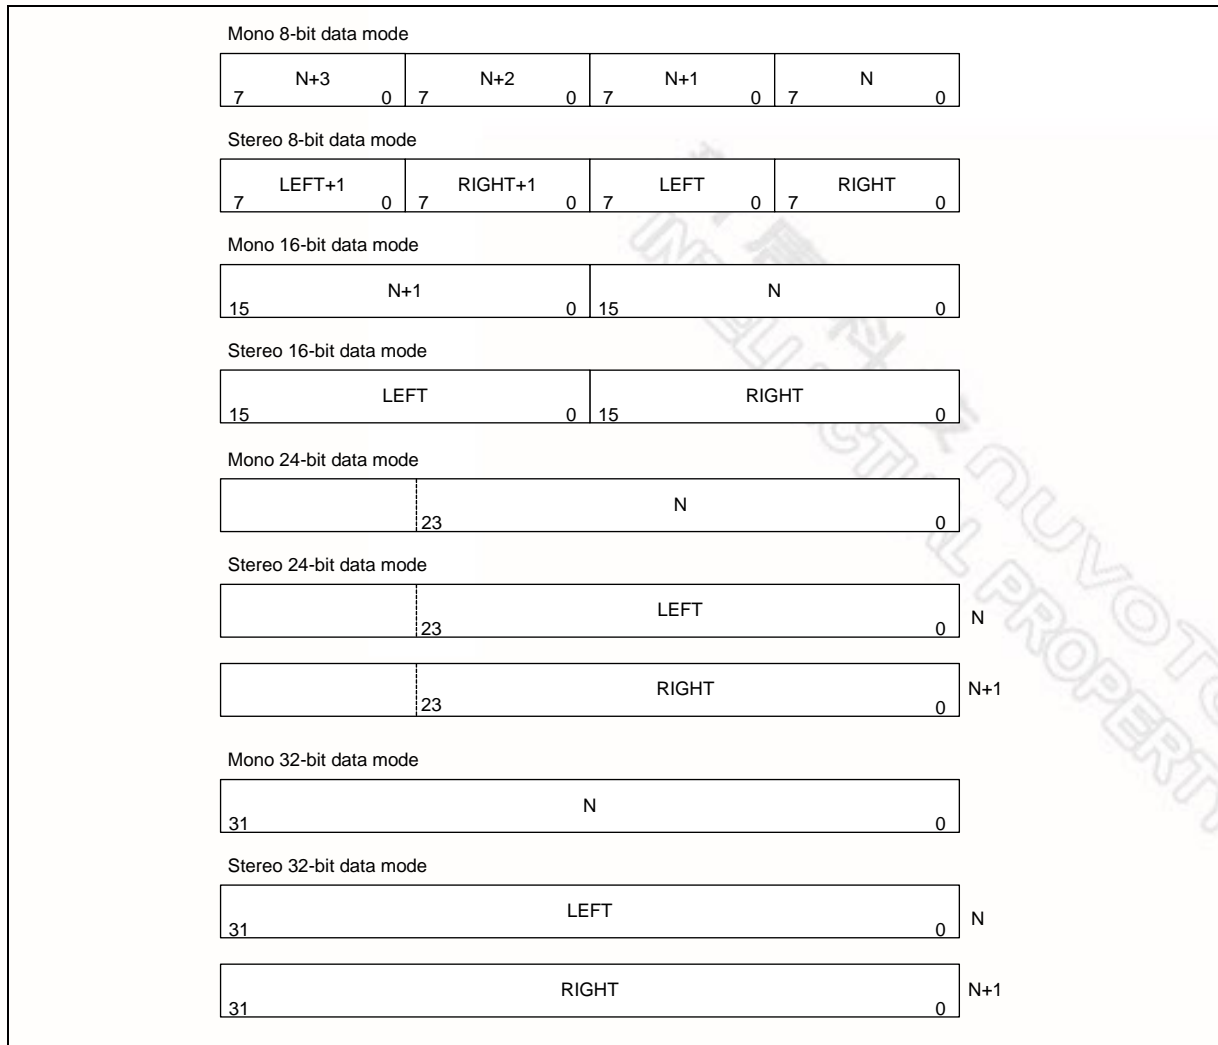 Mono 8-bit data mode
N+3 N+2 N+1 N
7 0 7 0 7 0 7 0
Stereo 8-bit data mode
LEFT+1 RIGHT+1 LEFT RIGHT
7 0 7 0 7 0 7 0
Mono 16-bit data mode
N+1 N
15 0 15 0
Stereo 16-bit data mode
LEFT RIGHT
15 0 15 0
Mono 24-bit data mode
N
23 0
Stereo 24-bit data mode
LEFT
23 0 N
RIGHT
23 0 N+1
Mono 32-bit data mode
N
31 0
Stereo 32-bit data mode
LEFT
31 0 N
RIGHT
31 0 N+1